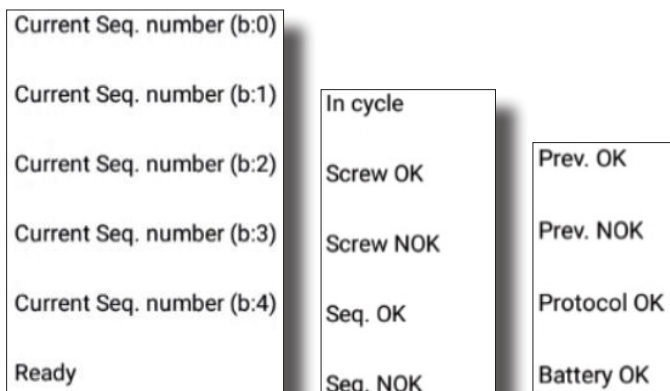 Current Seq. number (b:0)
Current Seq. number (b:1)
Current Seq. number (b:2)
Current Seq. number (b:3)
Current Seq. number (b:4)
Ready
In cycle
Screw OK
Screw NOK
Seq. OK
Seq. NOK
Prev. OK
Prev. NOK
Protocol OK
Battery OK